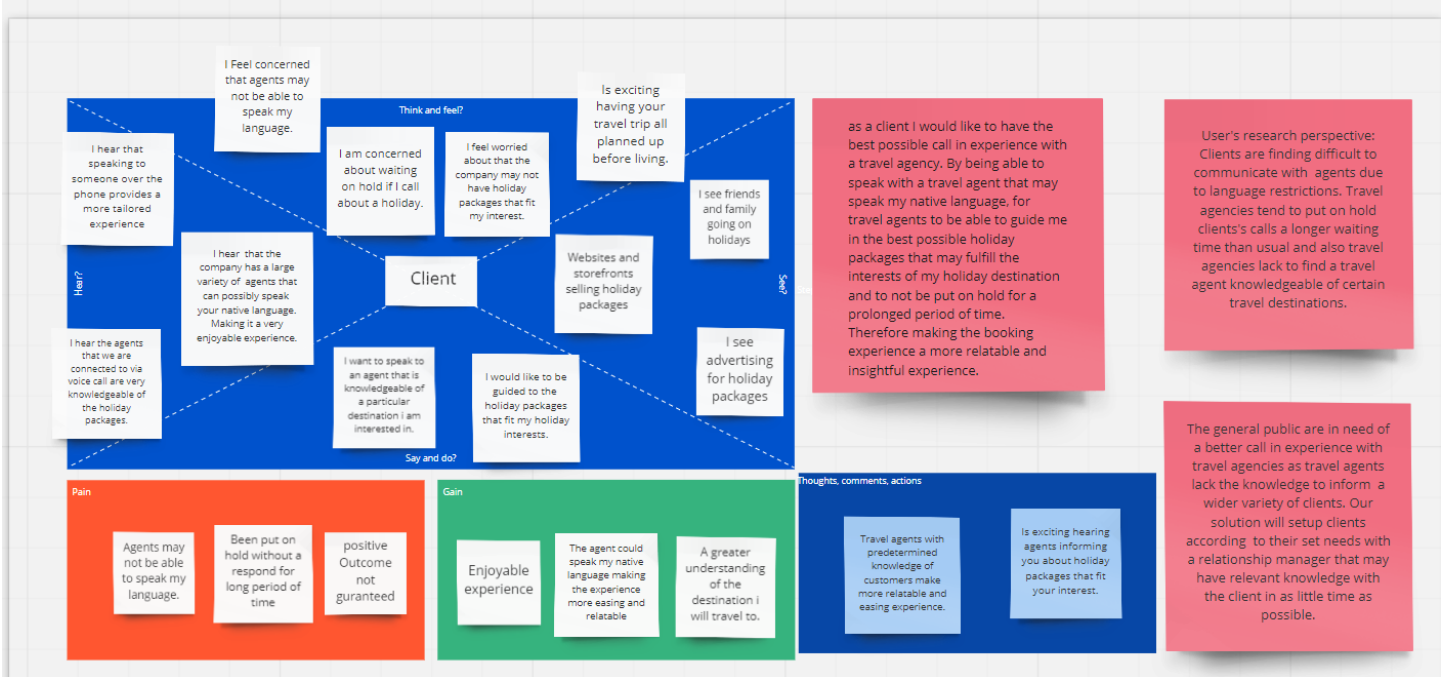 I Feel concerned
that agents may
not be able to
speak my
language.
Think and feel?
Is exciting
having your
travel trip all
planned up
before living.
I hear that
speaking to
someone over the
phone provides a
more tailored
experience
I am concerned
about waiting
on hold if I call
about a holiday.
I feel worried
about that the
company may not
have holiday
packages that fit
my interest.
I see friends
and family
going on
holidays
Hear?
I hear that the
company has a large
variety of agents that
can possibly speak
your native language.
Making it a very
enjoyable experience.
Client
Websites and
storefronts
selling holiday
packages
See?
I hear the agents
that we are
connected to via
voice call are very
knowledgeable of
the holiday
packages.
I want to speak to
an agent that is
knowledgeable of
a particular
destination i am
interested in.
I would like to be
guided to the
holiday packages
that fit my holiday
interests.
I see
advertising
for holiday
packages
Say and do?
as a client I would like to have the
best possible call in experience with
a travel agency. By being able to
speak with a travel agent that may
speak my native language, for
travel agents to be able to guide me
in the best possible holiday
packages that may fulfill the
interests of my holiday destination
and to not be put on hold for a
prolonged period of time.
Therefore making the booking
experience a more relatable and
insightful experience.
User's research perspective:
Clients are finding difficult to
communicate with agents due
to language restrictions. Travel
agencies tend to put on hold
clients's calls a longer waiting
time than usual and also travel
agencies lack to find a travel
agent knowledgeable of certain
travel destinations.
The general public are in need of
a better call in experience with
travel agencies as travel agents
lack the knowledge to inform a
wider variety of clients. Our
solution will setup clients
according to their set needs with
a relationship manager that may
have relevant knowledge with
the client in as little time as
possible.
Pain
Agents may
not be able
to speak my
language.
Been put on
hold without a
respond for
long period of
time
positive
Outcome
not
guranteed
Gain
Enjoyable
experience
The agent could
speak my native
language making
the experience
more easing and
relatable
A greater
understanding
of the
destination i
will travel to.
Thoughts, comments, actions
Travel agents with
predetermined
knowledge of
customers make
more relatable and
easing experience.
Is exciting hearing
agents informing
you about holiday
packages that fit
your interest.